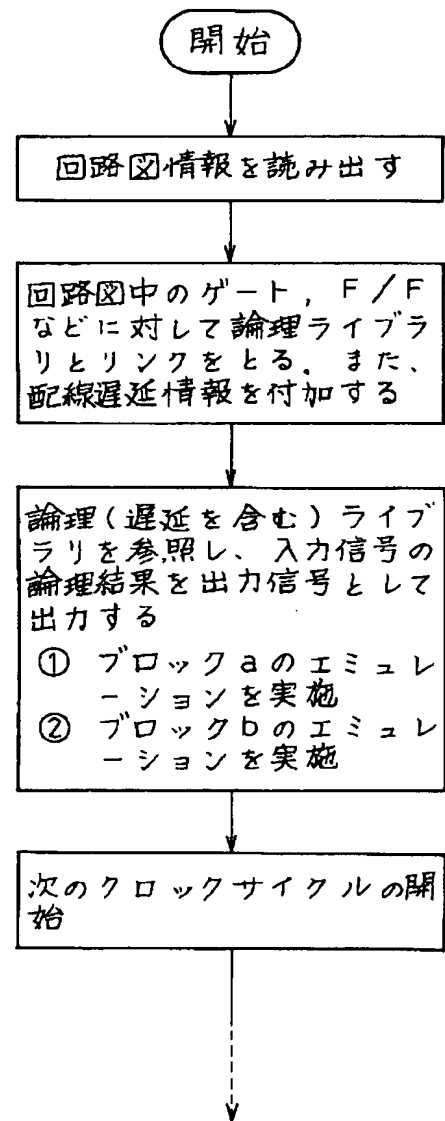 開始
回路図情報を読み出す
回路図中のゲート，F／F
などに対して論理ライブラ
リとリンクをとる．また、
配線遅延情報を付加する
論理(遅延を含む)ライブ
ラリを参照し、入力信号の
論理結果を出力信号として
出力する
① ブロックaのエミュレ
ーションを実施
② ブロックbのエミュレ
ーションを実施
次のクロックサイクルの開
始